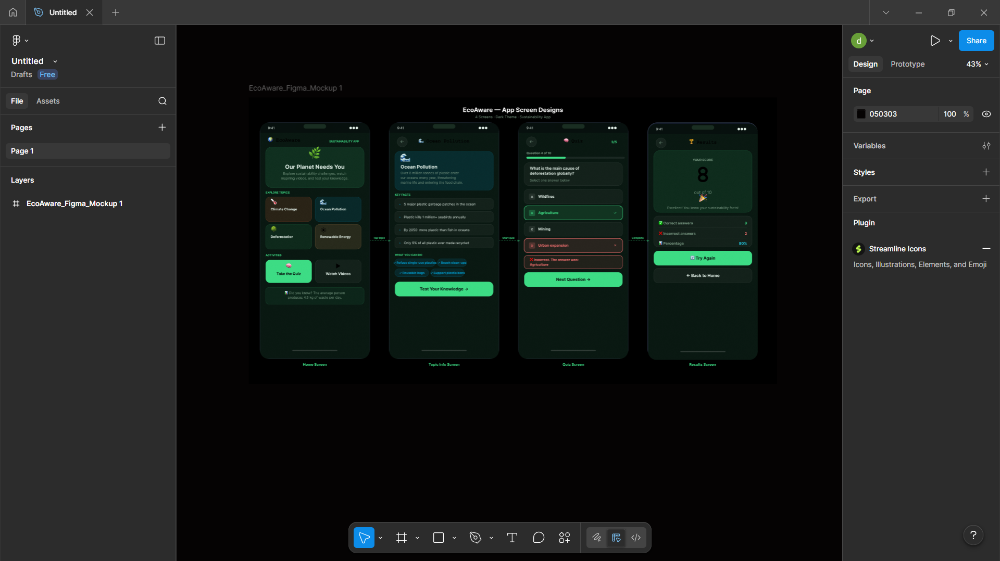 Untitled
Untitled
Drafts Free
File Assets
Pages
Page 1
Layers
EcoAware_Figma_Mockup 1
EcoAware_Figma_Mockup 1
EcoAware — App Screen Designs
4 Screens · Dark Theme · Sustainability App
9:41
EcoAware
SUSTAINABILITY APP
Our Planet Needs You
Explore sustainability challenges, watch
inspiring videos, and test your knowledge.
EXPLORE TOPICS
Climate Change
Ocean Pollution
Deforestation
Renewable Energy
ACTIVITIES
Take the Quiz
Watch Videos
Did you know? The average person
produces 4.5 kg of waste per day.
Home Screen
Tap topic
9:41
←
Ocean Pollution
Ocean Pollution
Over 8 million tonnes of plastic enter
our oceans every year, threatening
marine life and entering the food chain.
KEY FACTS
5 major plastic garbage patches in the ocean
Plastic kills 1 million+ seabirds annually
By 2050: more plastic than fish in oceans
Only 9% of all plastic ever made recycled
WHAT YOU CAN DO
✓ Refuse single-use plastics ✓ Beach clean-ups
✓ Reusable bags ✓ Support plastic bans
Test Your Knowledge →
Topic Info Screen
Start quiz
9:41
←
Quiz
3/5
Question 4 of 10
What is the main cause of
deforestation globally?
Select one answer below
A Wildfires
B Agriculture ✓
C Mining
D Urban expansion ×
❌ Incorrect. The answer was:
Agriculture
Next Question →
Quiz Screen
Complete
9:41
←
Results
YOUR SCORE
8
out of 10
Excellent! You know your sustainability facts!
Correct answers 8
Incorrect answers 2
Percentage 80%
Try Again
← Back to Home
Results Screen
d
Share
Design Prototype 43%
Page
050303 100 %
Variables
Styles
Export
Plugin
Streamline Icons
Icons, Illustrations, Elements, and Emoji
?